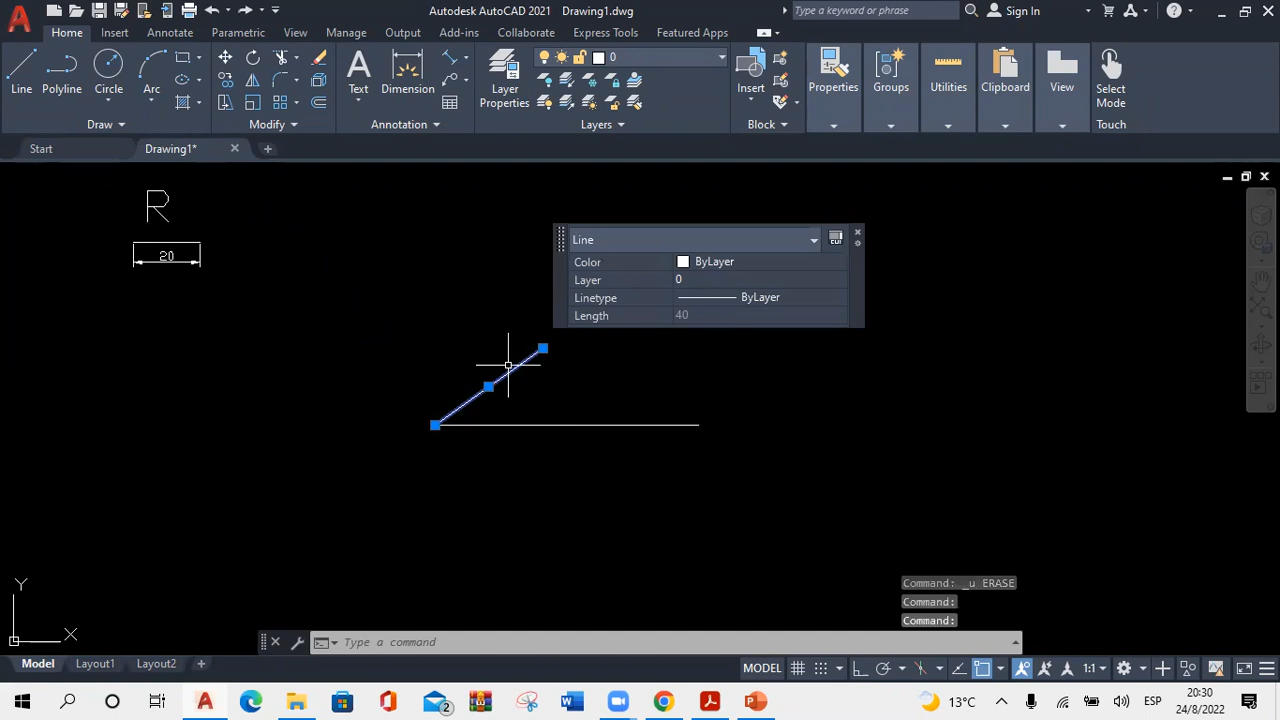 Autodesk AutoCAD 2021 Drawing1.dwg
Type a keyword or phrase
Sign In
Home Insert Annotate Parametric View Manage Output Add-ins Collaborate Express Tools Featured Apps
Line Polyline Circle Arc
Text Dimension
Layer Properties
0
Insert
Properties Groups Utilities Clipboard View
Select Mode
Draw Modify Annotation Layers Block Touch
Start Drawing1*
R
20
Line
CUI
Color ByLayer
Layer 0
Linetype ByLayer
Length 40
Y
X
Command: _u ERASE
Command:
Command:
Type a command
Model Layout1 Layout2
MODEL 1:1
2
13°C
ESP
20:30
24/8/2022